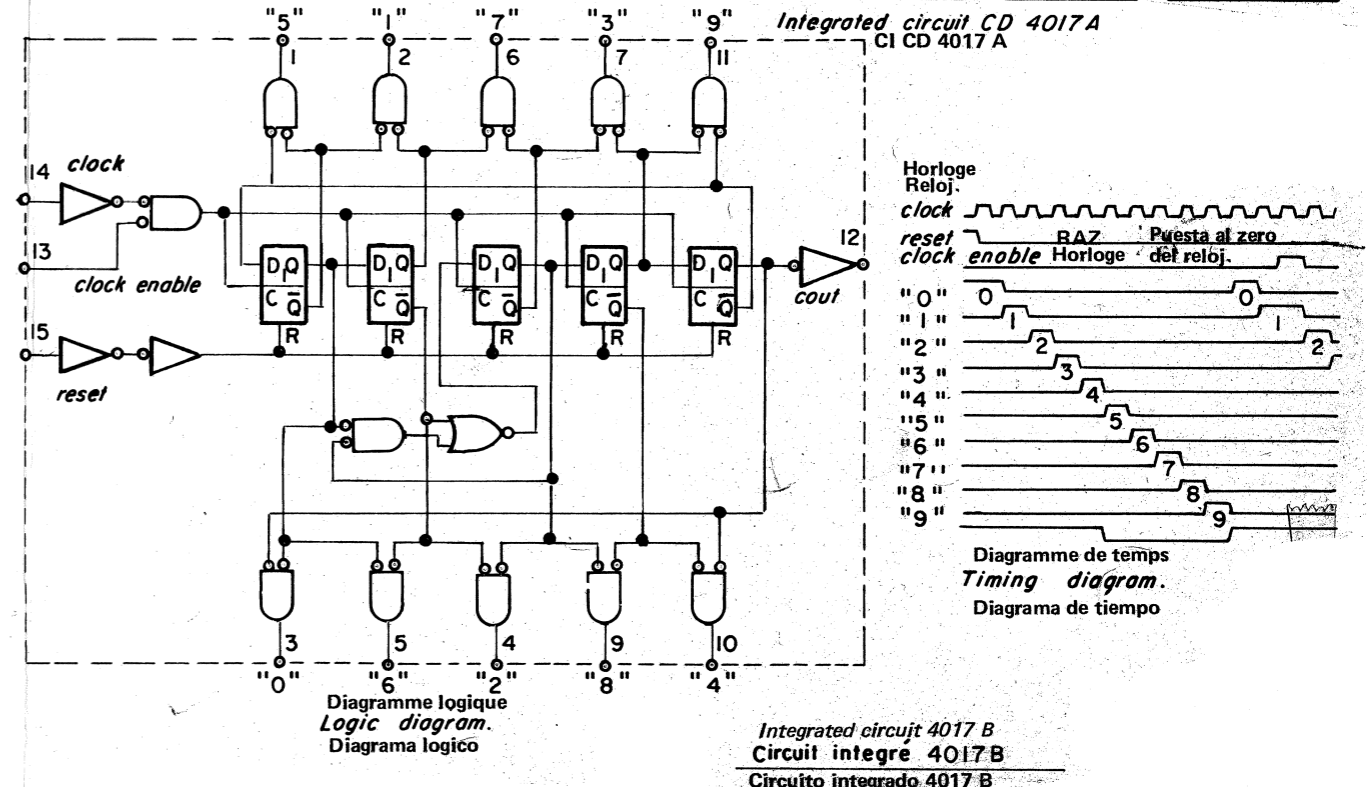 Integrated circuit CD 4017A
CI CD 4017 A
"5" "1" "7" "3" "9"
1 2 6 7 11
14 clock
13
clock enable
15
reset
D Q D Q D Q D Q D Q
C Q̅ C Q̅ C Q̅ C Q̅ C Q̅
R R R R R
12
cout
3 5 4 9 10
"0" "6" "2" "8" "4"
Diagramme logique
Logic diagram.
Diagrama logico
Horloge
Reloj.
clock
reset RAZ Puesta al zero
clock enable Horloge del reloj.
"0" 0 0
"1" 1 1
"2" 2 2
"3" 3
"4" 4
"5" 5
"6" 6
"7" 7
"8" 8
"9" 9
Diagramme de temps
Timing diagram.
Diagrama de tiempo
Integrated circuit 4017 B
Circuit integré 4017B
Circuito integrado 4017 B